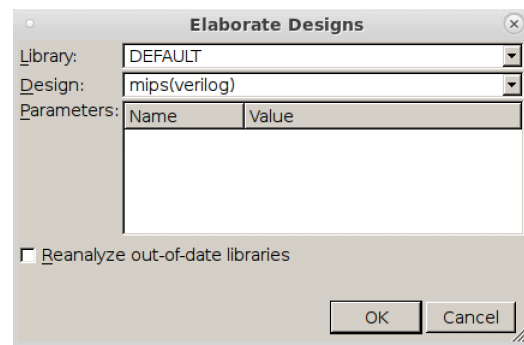 Elaborate Designs
Library: DEFAULT
Design: mips(verilog)
Parameters: Name Value
Reanalyze out-of-date libraries
OK Cancel